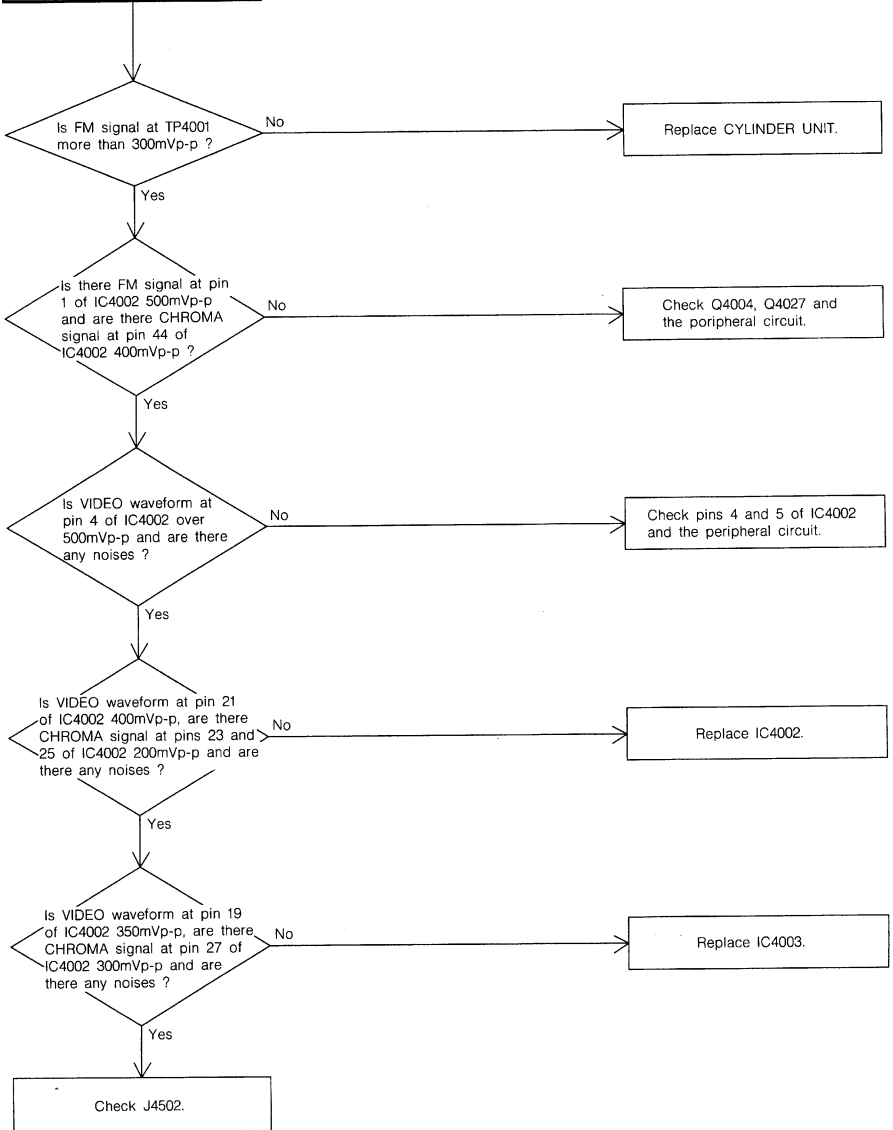 Is FM signal at TP4001
more than 300mVp-p ?
No
Replace CYLINDER UNIT.
Yes
Is there FM signal at pin
1 of IC4002 500mVp-p
and are there CHROMA
signal at pin 44 of
IC4002 400mVp-p ?
No
Check Q4004, Q4027 and
the poripheral circuit.
Yes
Is VIDEO waveform at
pin 4 of IC4002 over
500mVp-p and are there
any noises ?
No
Check pins 4 and 5 of IC4002
and the peripheral circuit.
Yes
Is VIDEO waveform at pin 21
of IC4002 400mVp-p, are there
CHROMA signal at pins 23 and
25 of IC4002 200mVp-p and are
there any noises ?
No
Replace IC4002.
Yes
Is VIDEO waveform at pin 19
of IC4002 350mVp-p, are there
CHROMA signal at pin 27 of
IC4002 300mVp-p and are
there any noises ?
No
Replace IC4003.
Yes
Check J4502.